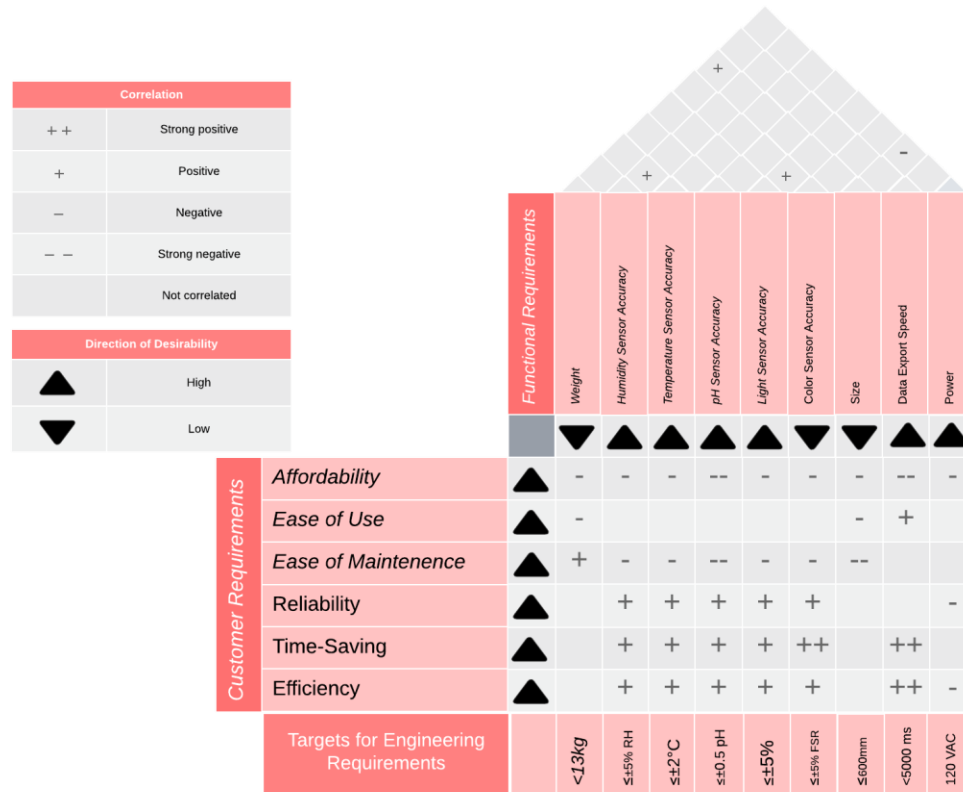 Correlation
+ + Strong positive
+ Positive
− Negative
− − Strong negative
Not correlated
Direction of Desirability
High
Low
+
-
+
+
Functional Requirements
Weight
Humidity Sensor Accuracy
Temperature Sensor Accuracy
pH Sensor Accuracy
Light Sensor Accuracy
Color Sensor Accuracy
Size
Data Export Speed
Power
Customer Requirements
Affordability - - - -- - - - -- -
Ease of Use - - +
Ease of Maintenence + - - -- - - --
Reliability + + + + + -
Time-Saving + + + + ++ ++
Efficiency + + + + + ++ -
Targets for Engineering
Requirements
<13kg
≤±5% RH
≤±2°C
≤±0.5 pH
≤±5%
≤±5% FSR
≤600mm
<5000 ms
120 VAC